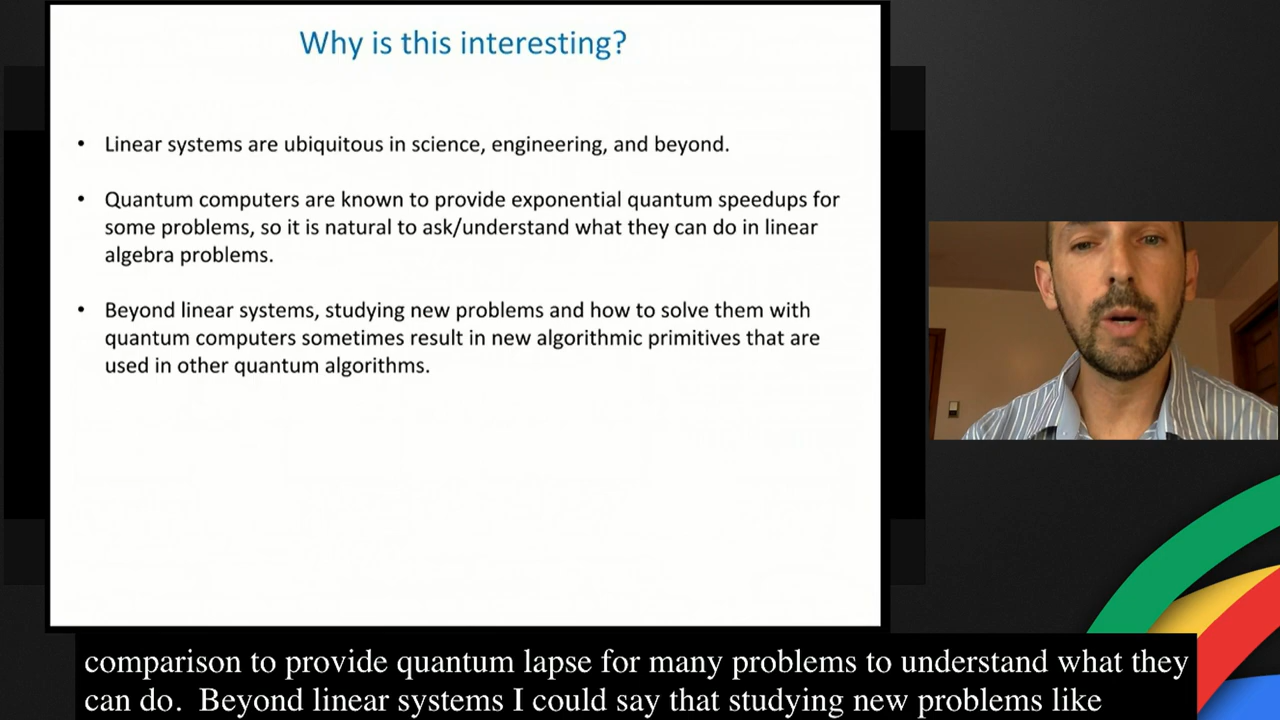 Why is this interesting?
• Linear systems are ubiquitous in science, engineering, and beyond.
• Quantum computers are known to provide exponential quantum speedups for
some problems, so it is natural to ask/understand what they can do in linear
algebra problems.
• Beyond linear systems, studying new problems and how to solve them with
quantum computers sometimes result in new algorithmic primitives that are
used in other quantum algorithms.
comparison to provide quantum lapse for many problems to understand what they
can do.  Beyond linear systems I could say that studying new problems like